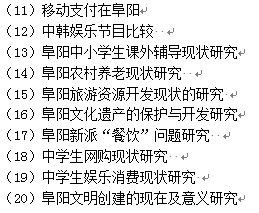 （11）移动支付在阜阳
（12）中韩娱乐节目比较
（13）阜阳中小学生课外辅导现状研究
（14）阜阳农村养老现状研究
（15）阜阳旅游资源开发现状的研究
（16）阜阳文化遗产的保护与开发研究
（17）阜阳新派“餐饮”问题研究
（18）中学生网购现状研究
（19）中学生娱乐消费现状研究
（20）阜阳文明创建的现在及意义研究